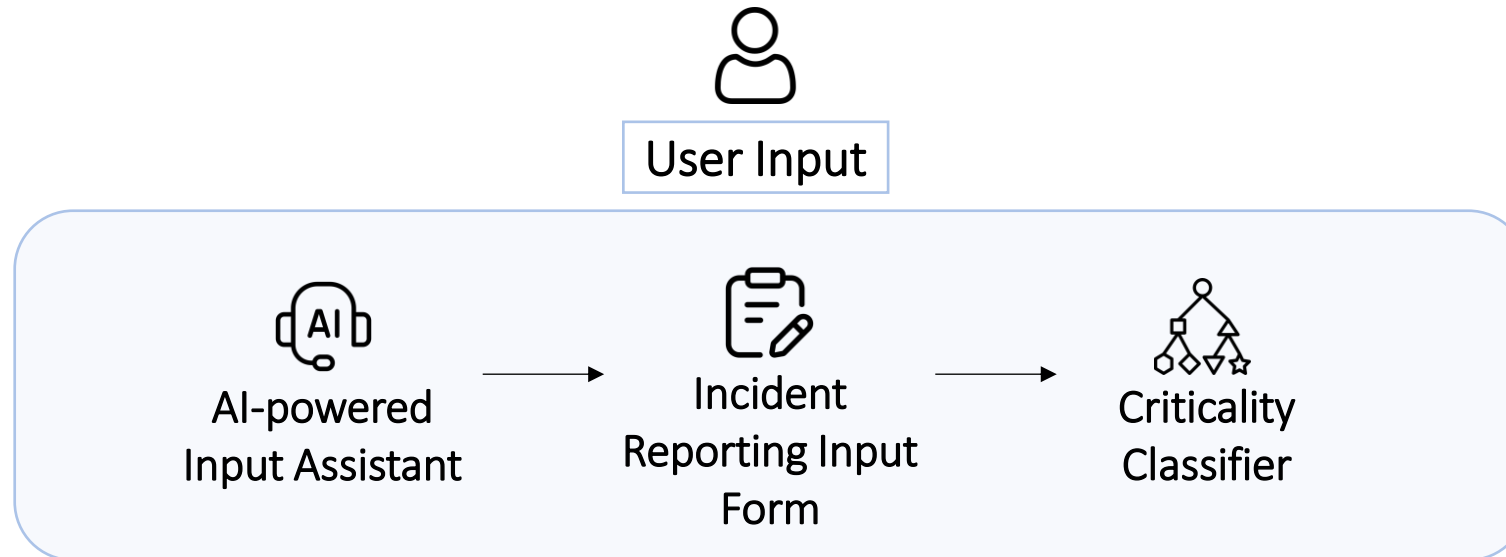 User Input
AI
AI-powered
Input Assistant
Incident
Reporting Input
Form
Criticality
Classifier